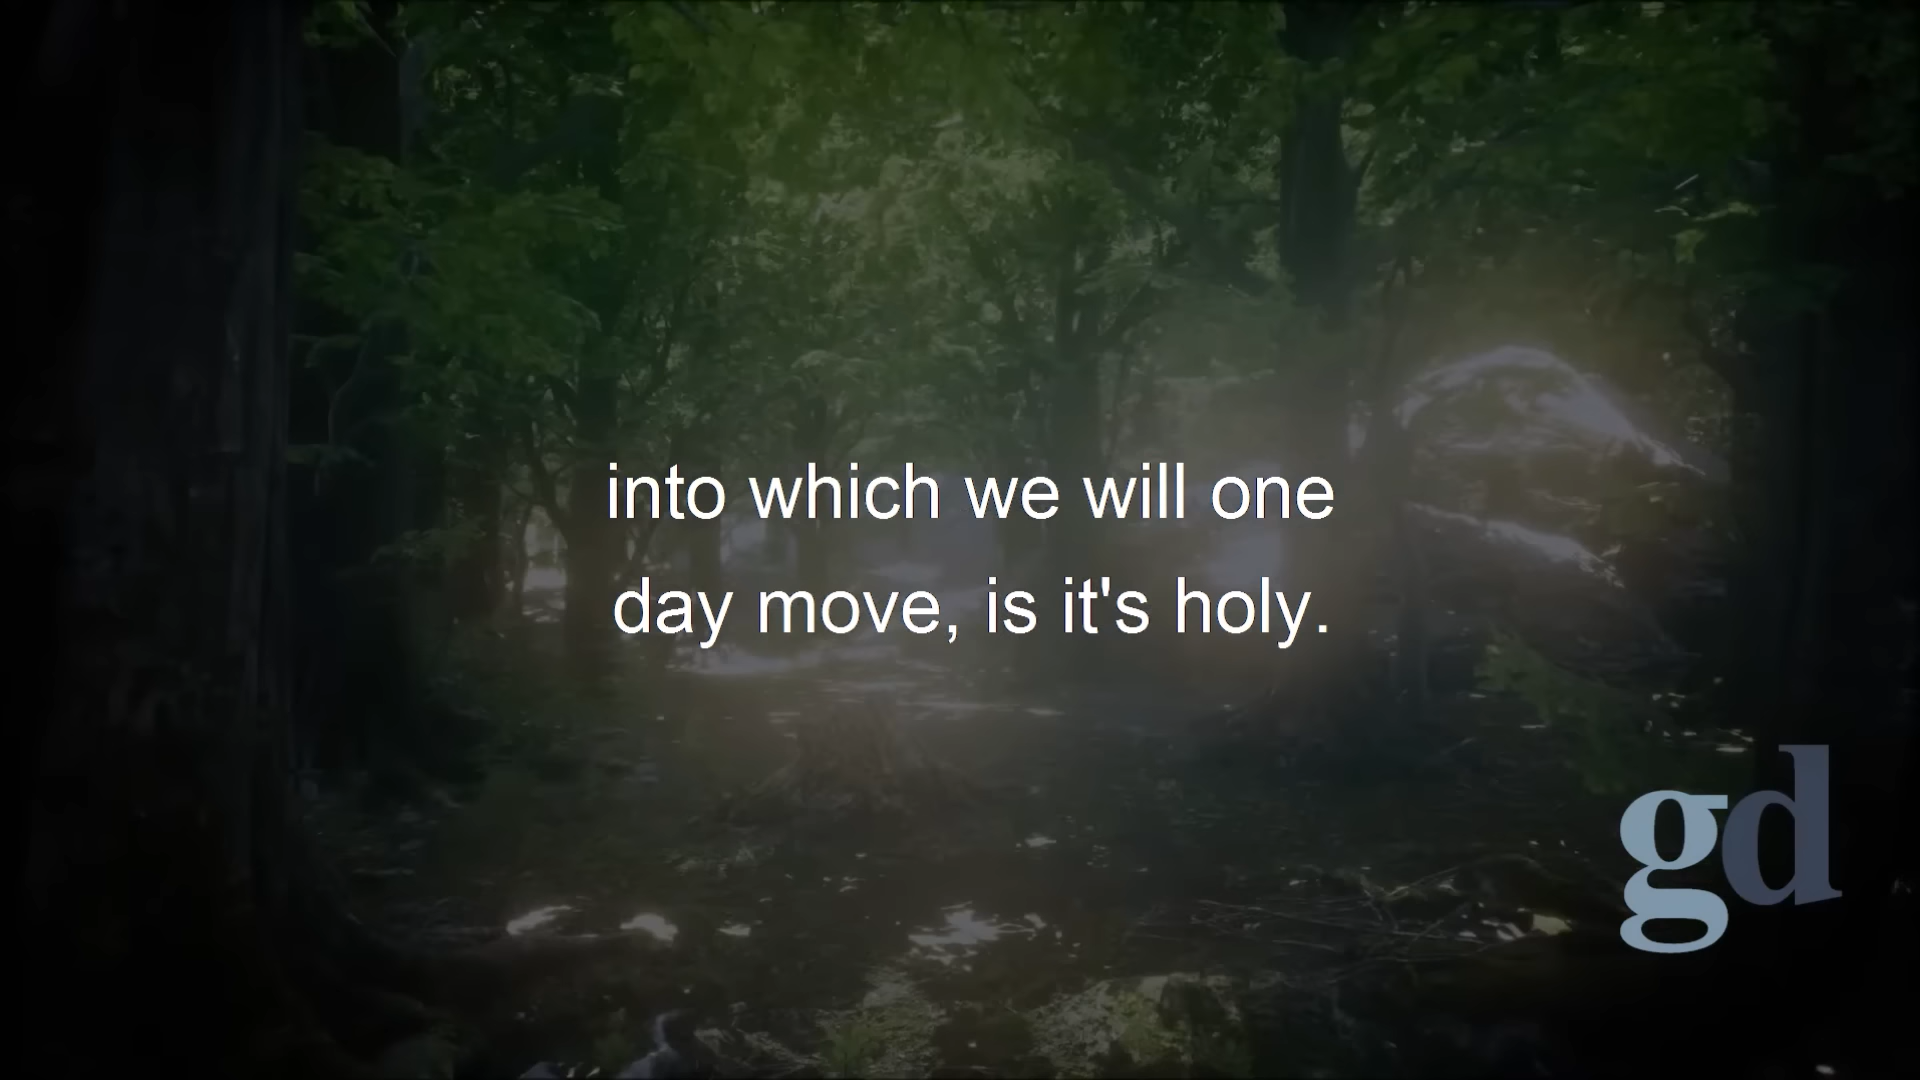 into which we will one
day move, is it's holy.
gd